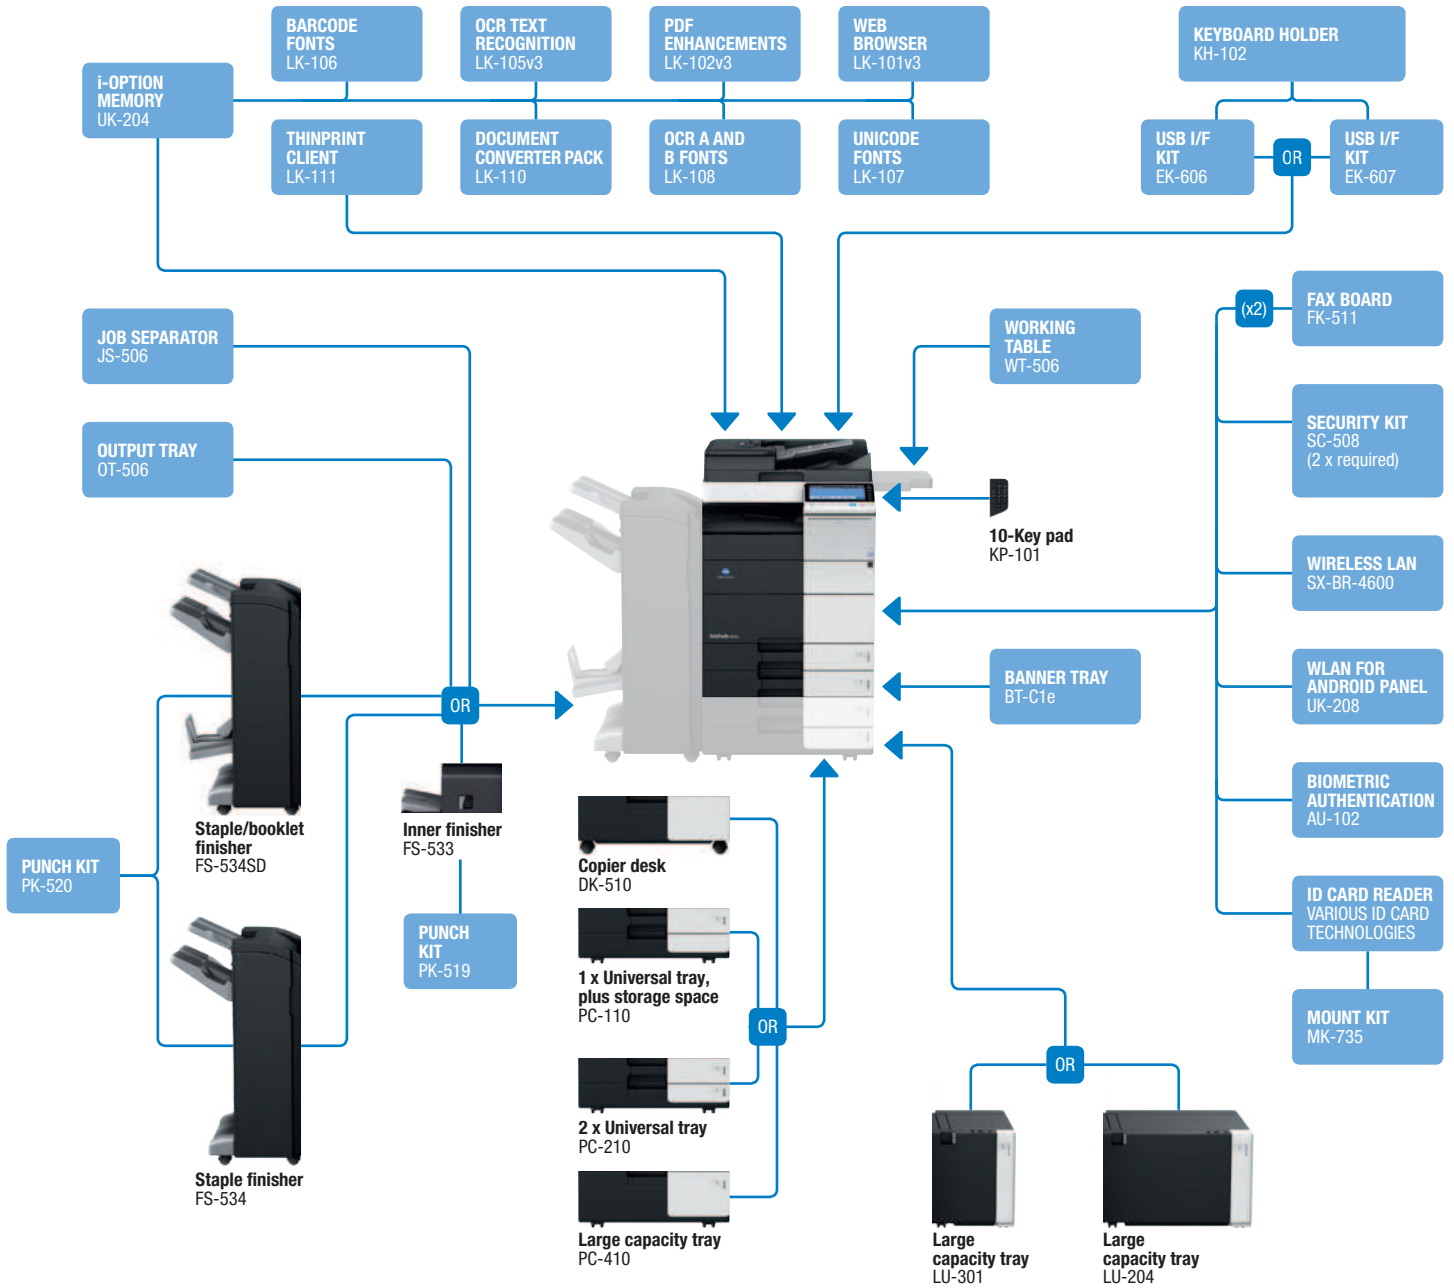 BARCODE
FONTS
LK-106
OCR TEXT
RECOGNITION
LK-105v3
PDF
ENHANCEMENTS
LK-102v3
WEB
BROWSER
LK-101v3
KEYBOARD HOLDER
KH-102
i-OPTION
MEMORY
UK-204
THINPRINT
CLIENT
LK-111
DOCUMENT
CONVERTER PACK
LK-110
OCR A AND
B FONTS
LK-108
UNICODE
FONTS
LK-107
USB I/F
KIT
EK-606
OR
USB I/F
KIT
EK-607
(x2)
FAX BOARD
FK-511
JOB SEPARATOR
JS-506
WORKING
TABLE
WT-506
SECURITY KIT
SC-508
(2 x required)
OUTPUT TRAY
OT-506
10-Key pad
KP-101
WIRELESS LAN
SX-BR-4600
BANNER TRAY
BT-C1e
WLAN FOR
ANDROID PANEL
UK-208
OR
BIOMETRIC
AUTHENTICATION
AU-102
Staple/booklet
finisher
FS-534SD
Inner finisher
FS-533
Copier desk
DK-510
PUNCH KIT
PK-520
ID CARD READER
VARIOUS ID CARD
TECHNOLOGIES
PUNCH
KIT
PK-519
1 x Universal tray,
plus storage space
PC-110
OR
MOUNT KIT
MK-735
OR
2 x Universal tray
PC-210
Staple finisher
FS-534
Large capacity tray
PC-410
Large
capacity tray
LU-301
Large
capacity tray
LU-204